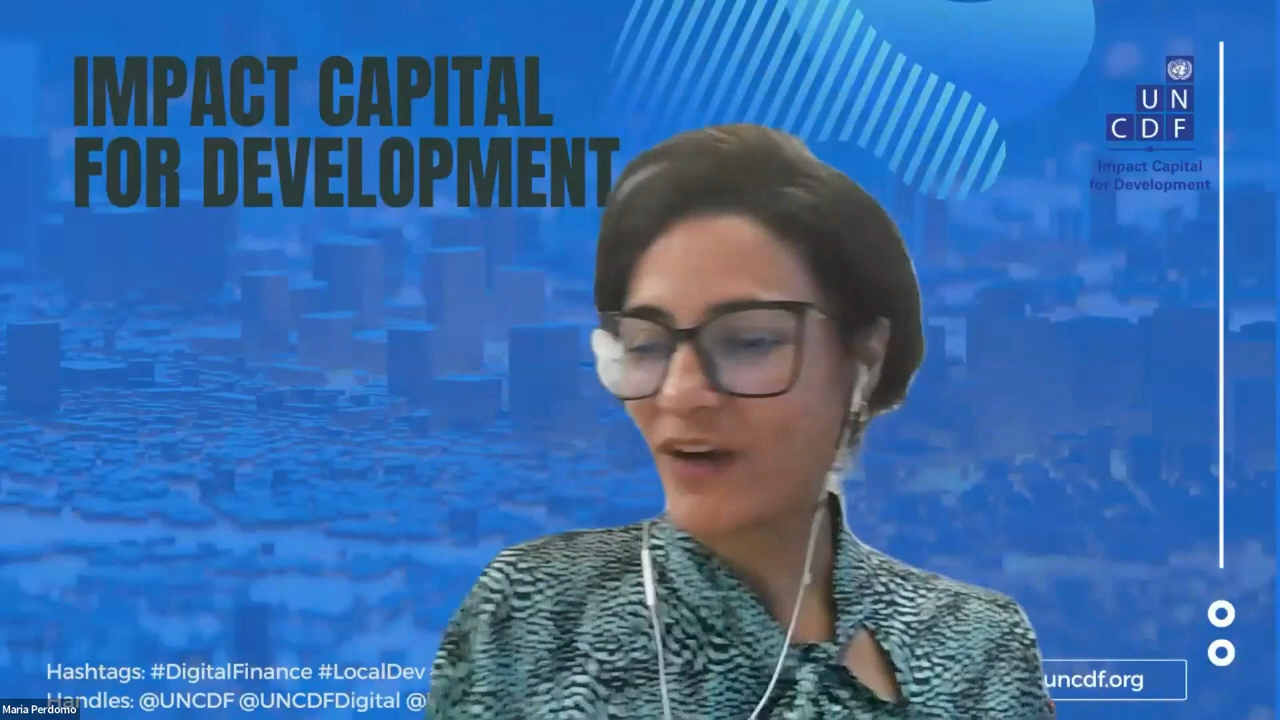 IMPACT CAPITAL
FOR DEVELOPMENT
UN
CDF
Impact Capital
for Development
Hashtags: #DigitalFinance #LocalDev
Handles: @UNCDF @UNCDFDigital
uncdf.org
Maria Perdomo